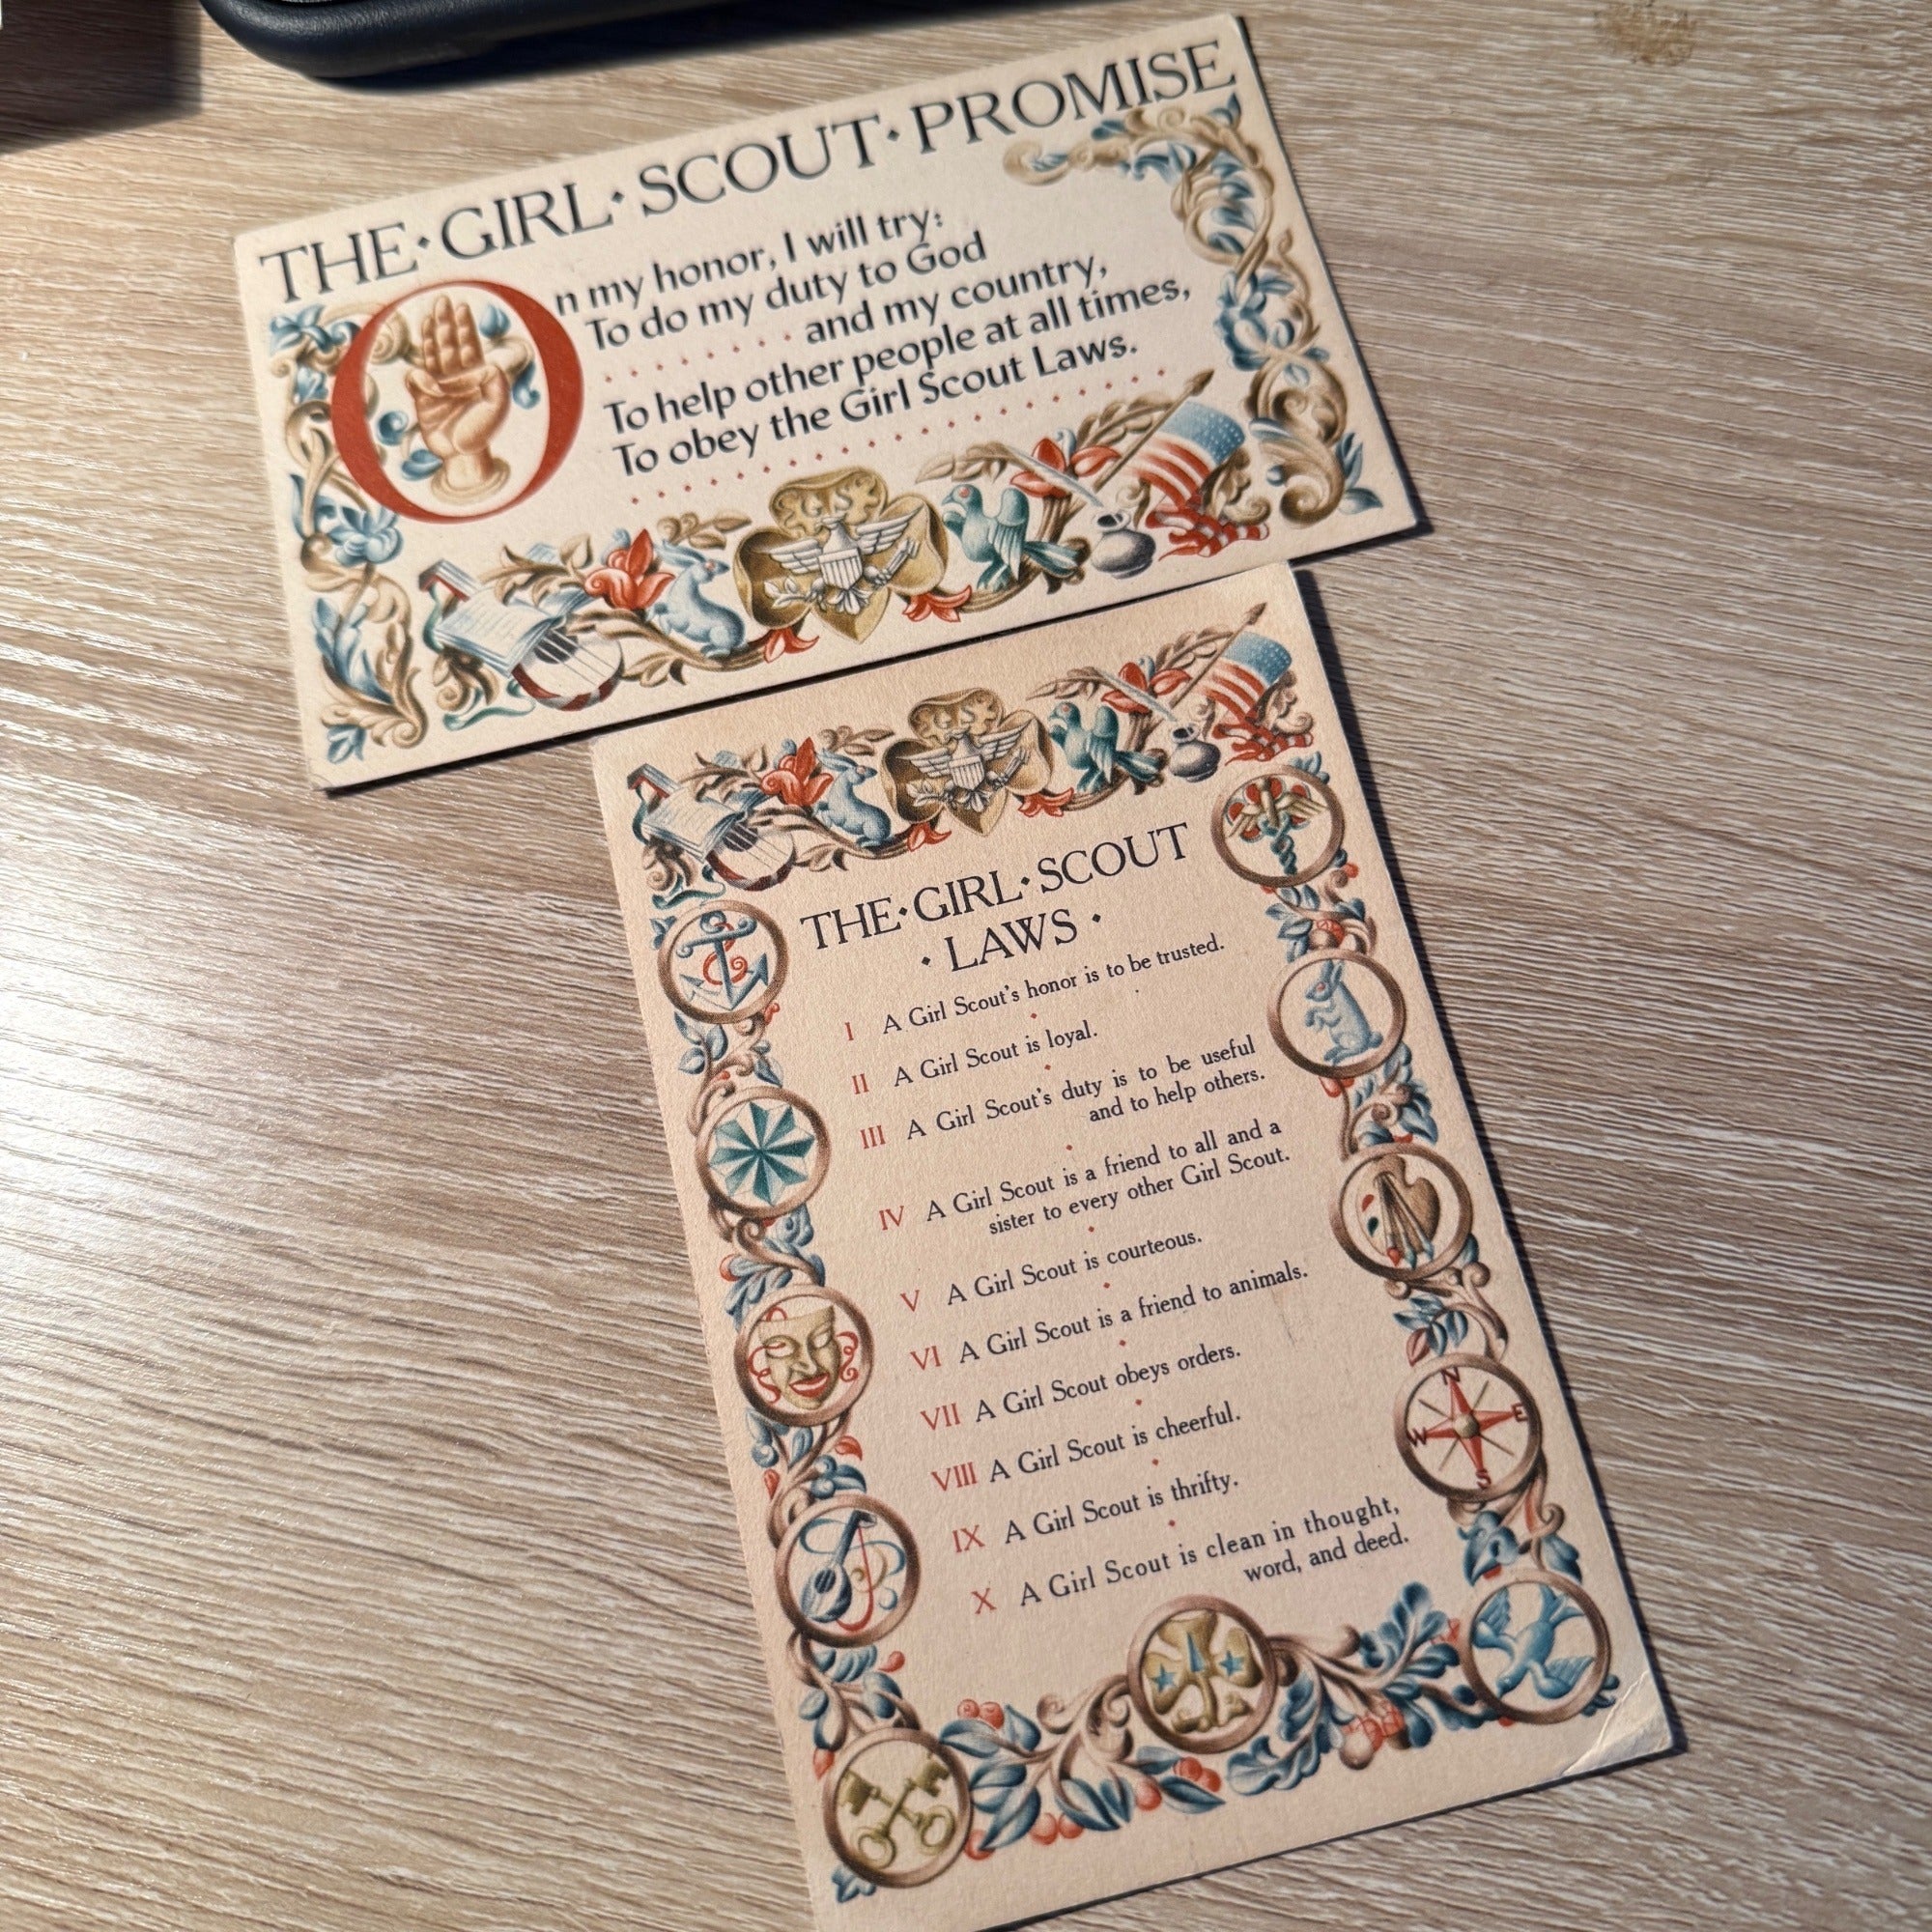 THE·GIRL·SCOUT·PROMISE
On my honor, I will try:
To do my duty to God
. . . . . . . and my country,
To help other people at all times,
To obey the Girl Scout Laws.
GS
GS
THE·GIRL·SCOUT
·LAWS·
I A Girl Scout's honor is to be trusted.
II A Girl Scout is loyal.
III A Girl Scout's duty is to be useful
and to help others.
IV A Girl Scout is a friend to all and a
sister to every other Girl Scout.
V A Girl Scout is courteous.
VI A Girl Scout is a friend to animals.
VII A Girl Scout obeys orders.
VIII A Girl Scout is cheerful.
IX A Girl Scout is thrifty.
X A Girl Scout is clean in thought,
word, and deed.
N
W E
S